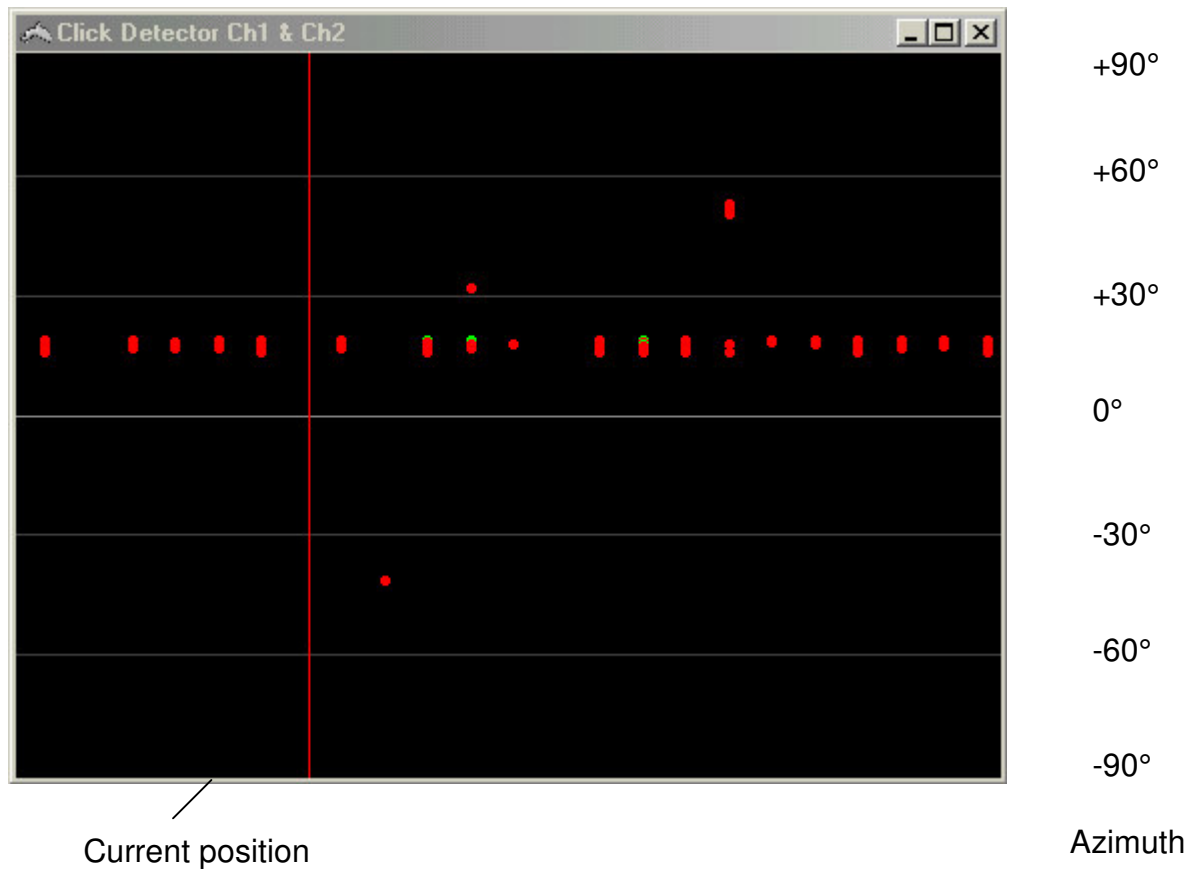 Click Detector Ch1 & Ch2
+90°
+60°
+30°
0°
-30°
-60°
-90°
Azimuth
Current position